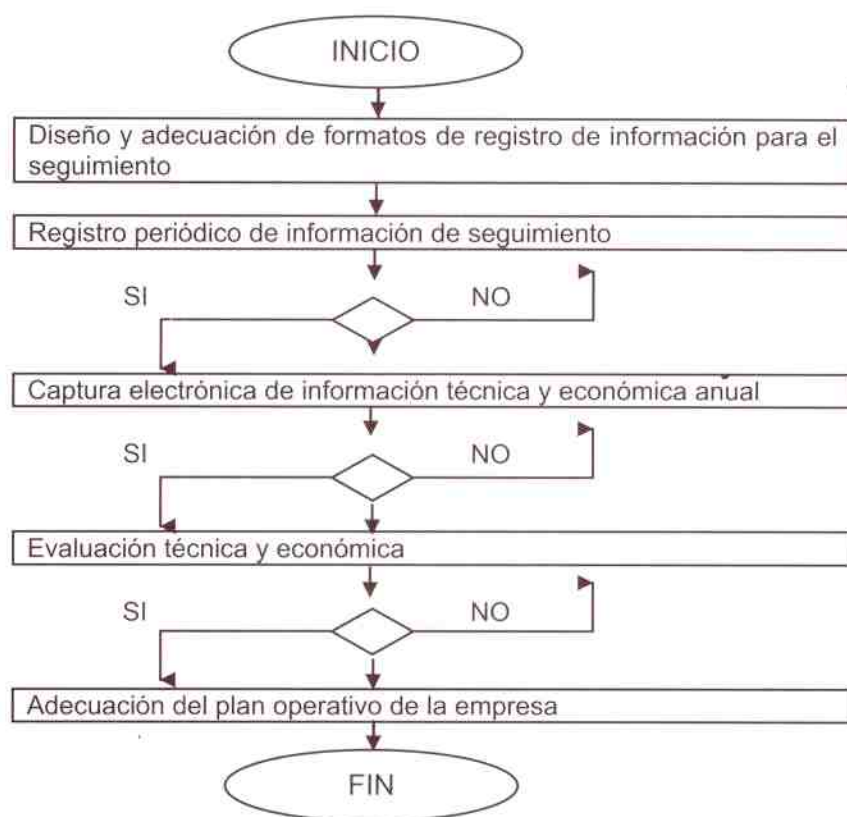 INICIO
Diseño y adecuación de formatos de registro de información para el
seguimiento
Registro periódico de información de seguimiento
SI NO
Captura electrónica de información técnica y económica anual
SI NO
Evaluación técnica y económica
SI NO
Adecuación del plan operativo de la empresa
FIN